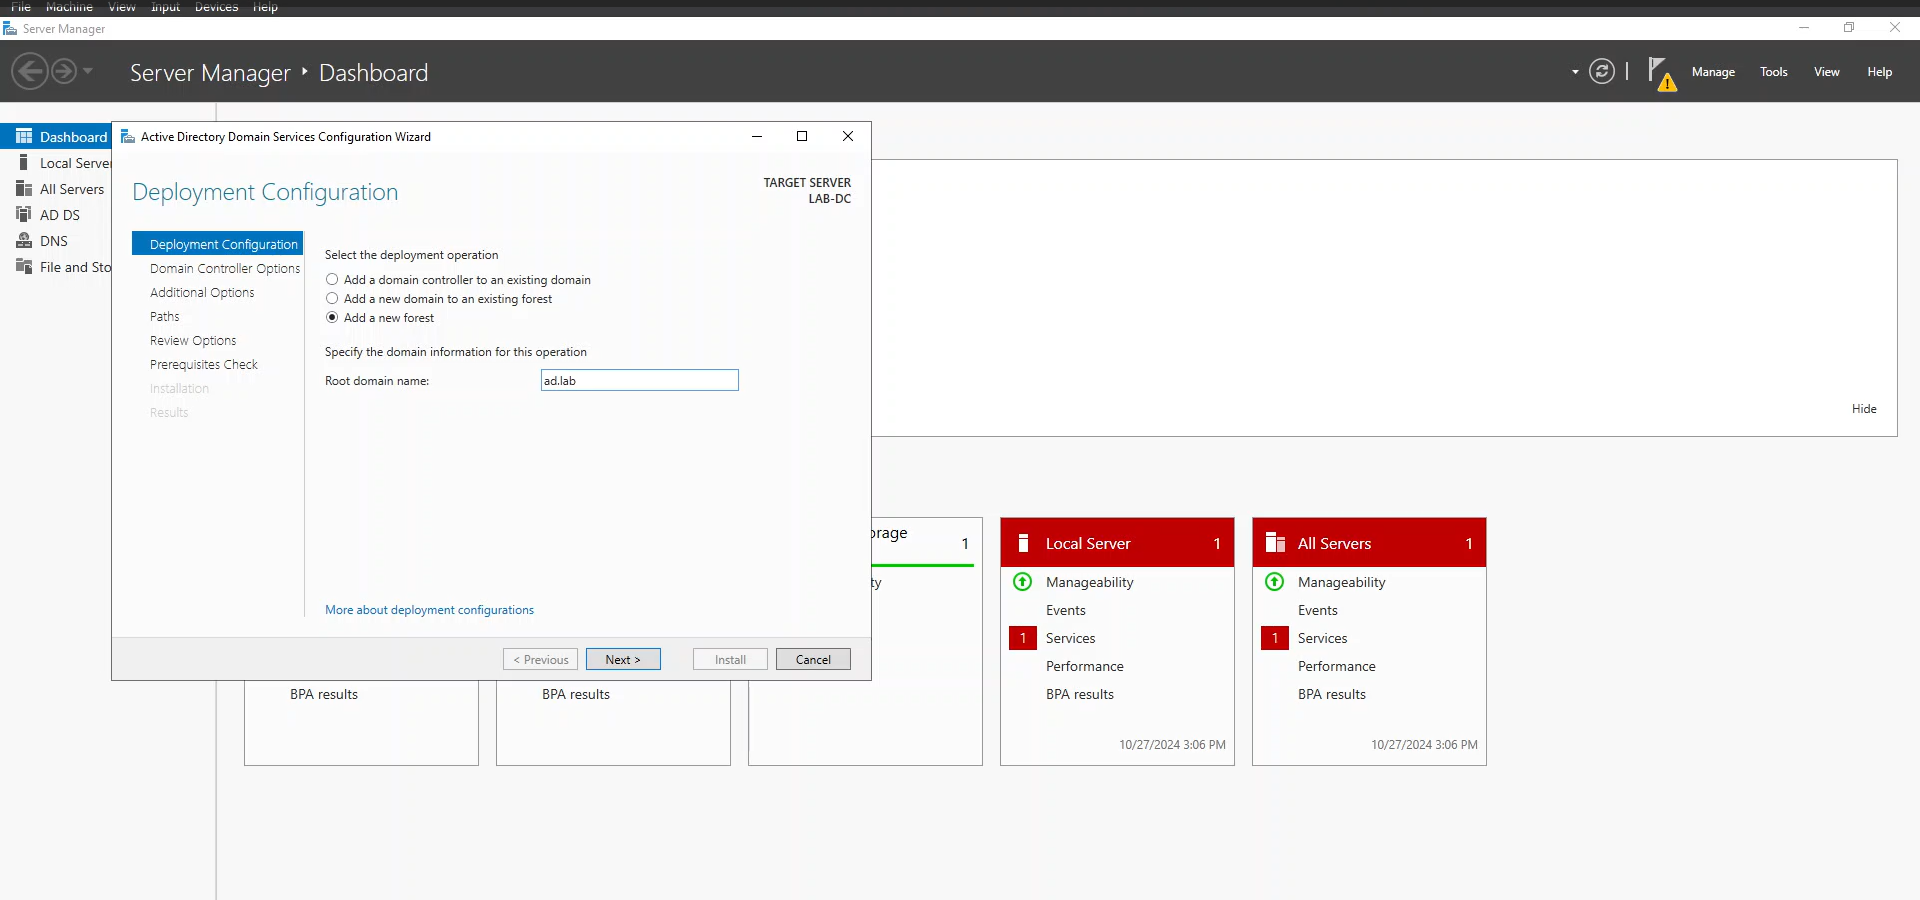 File Machine View Input Devices Help
Server Manager
Server Manager ‣ Dashboard
Manage Tools View Help
Dashboard
Local Server
All Servers
AD DS
DNS
File and Sto
Active Directory Domain Services Configuration Wizard
Deployment Configuration
TARGET SERVER
LAB-DC
Deployment Configuration
Domain Controller Options
Additional Options
Paths
Review Options
Prerequisites Check
Installation
Results
Select the deployment operation
Add a domain controller to an existing domain
Add a new domain to an existing forest
Add a new forest
Specify the domain information for this operation
Root domain name: ad.lab
More about deployment configurations
< Previous Next > Install Cancel
Hide
BPA results
BPA results
orage 1
ty
Local Server 1
Manageability
Events
1 Services
Performance
BPA results
10/27/2024 3:06 PM
All Servers 1
Manageability
Events
1 Services
Performance
BPA results
10/27/2024 3:06 PM